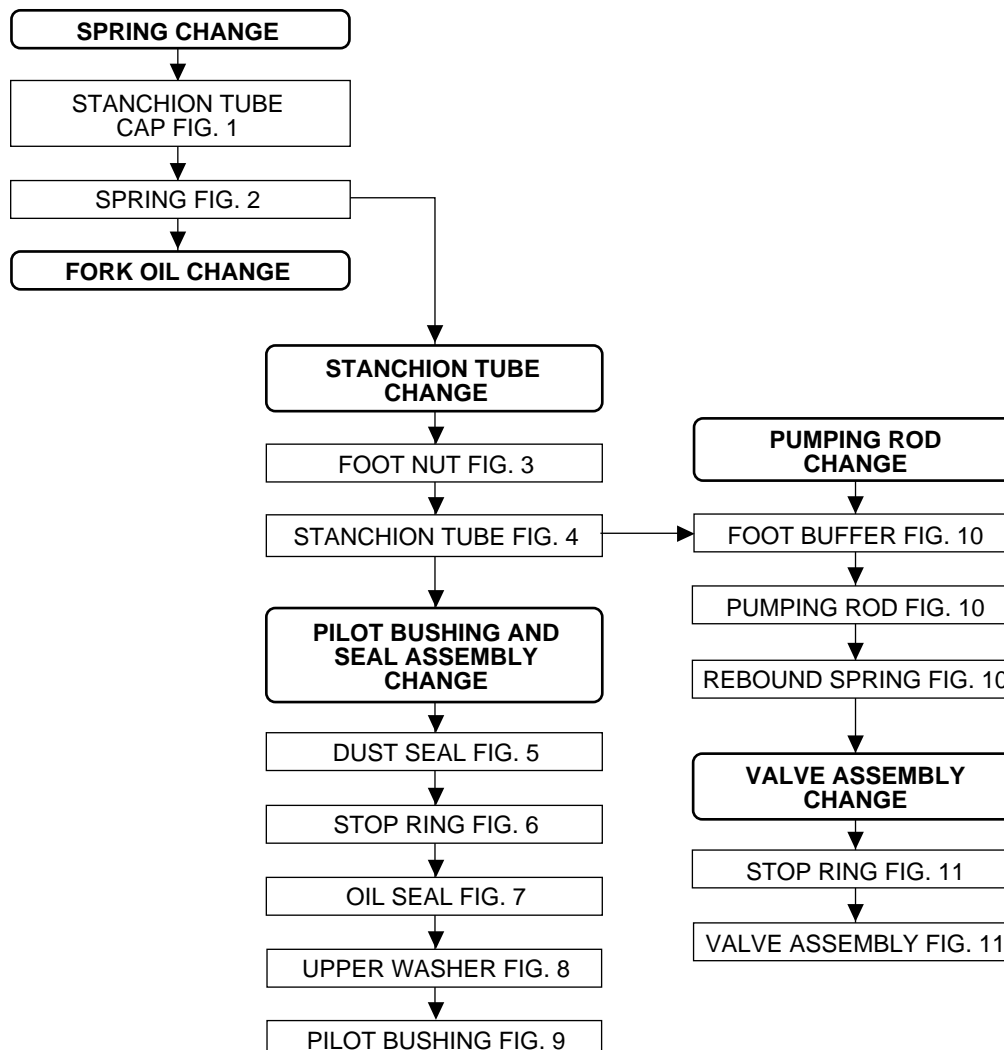 SPRING CHANGE
STANCHION TUBE
CAP FIG. 1
SPRING FIG. 2
FORK OIL CHANGE
STANCHION TUBE
CHANGE
FOOT NUT FIG. 3
STANCHION TUBE FIG. 4
PILOT BUSHING AND
SEAL ASSEMBLY
CHANGE
DUST SEAL FIG. 5
STOP RING FIG. 6
OIL SEAL FIG. 7
UPPER WASHER FIG. 8
PILOT BUSHING FIG. 9
PUMPING ROD
CHANGE
FOOT BUFFER FIG. 10
PUMPING ROD FIG. 10
REBOUND SPRING FIG. 10
VALVE ASSEMBLY
CHANGE
STOP RING FIG. 11
VALVE ASSEMBLY FIG. 11